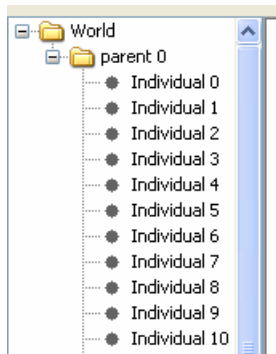 World
parent 0
Individual 0
Individual 1
Individual 2
Individual 3
Individual 4
Individual 5
Individual 6
Individual 7
Individual 8
Individual 9
Individual 10